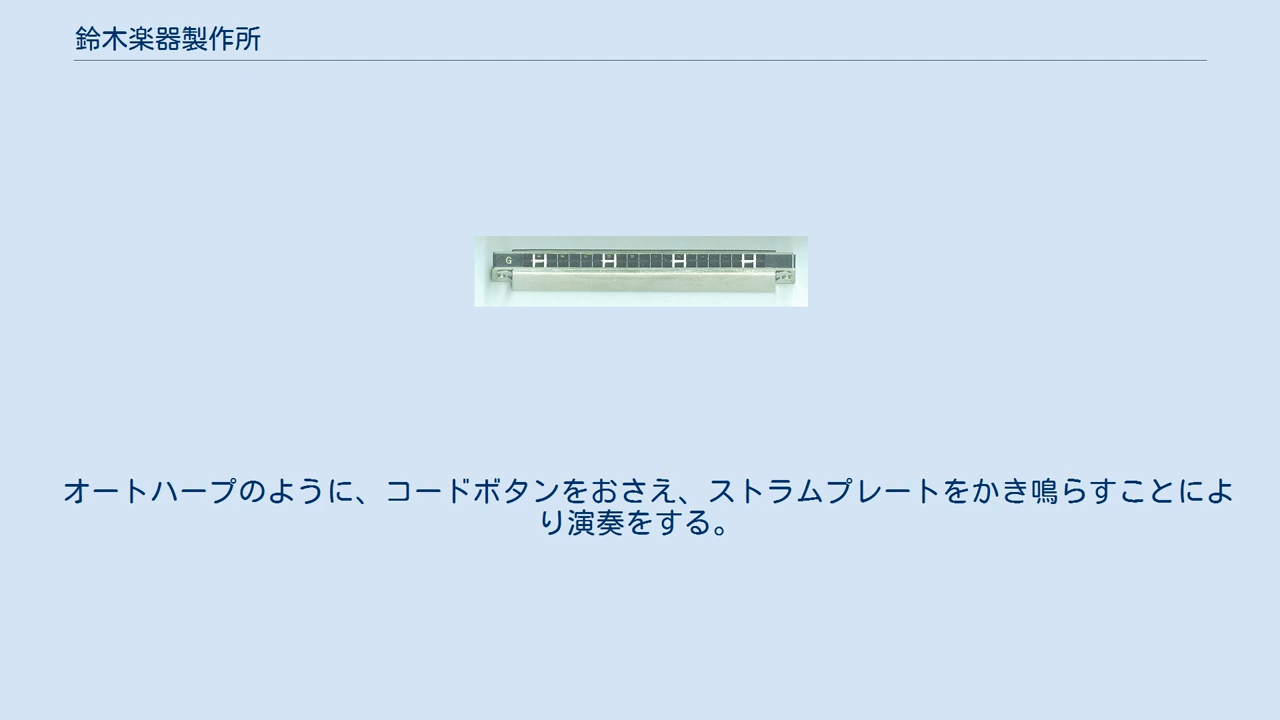 鈴木楽器製作所
G
オートハープのように、コードボタンをおさえ、ストラムプレートをかき鳴らすことによ
り演奏をする。